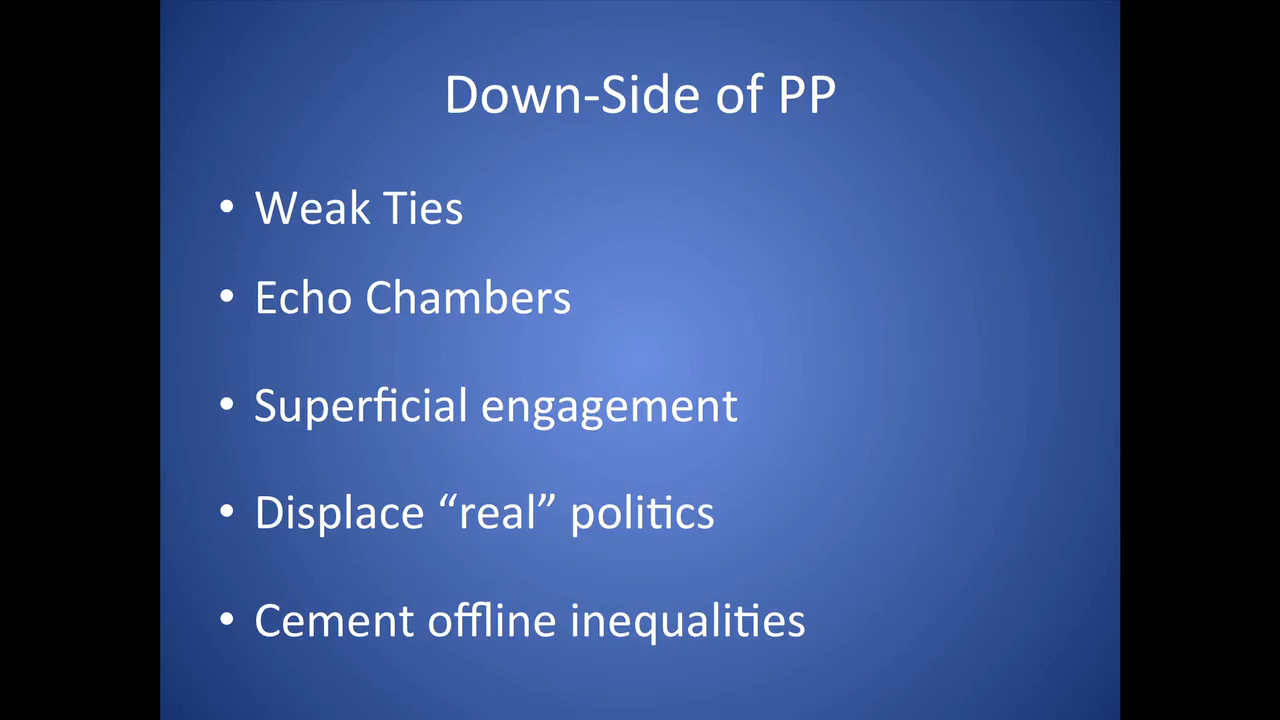 Down-Side of PP
• Weak Ties
• Echo Chambers
• Superficial engagement
• Displace “real” politics
• Cement offline inequalities